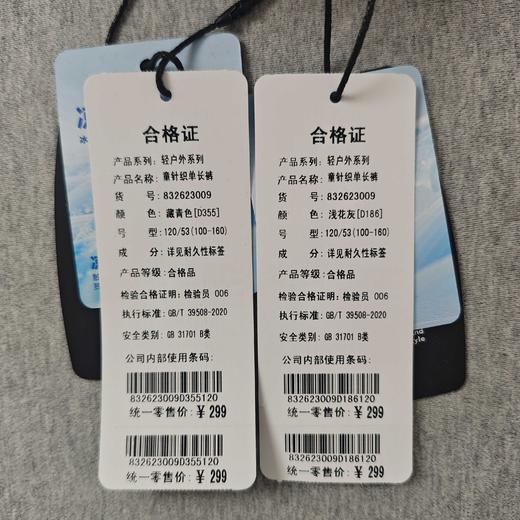 合格证
产品系列: 轻户外系列
产品名称: 童针织单长裤
货 号: 832623009
颜 色: 藏青色[D355]
号 型: 120/53(100-160)
成 分: 详见耐久性标签
产品等级: 合格品
检验合格证明: 检验员 006
执行标准: GB/T 39508-2020
安全类别: GB 31701 B类
公司内部使用条码:
832623009D355120
统一零售价: ¥ 299
832623009D355120
统一零售价: ¥ 299
合格证
产品系列: 轻户外系列
产品名称: 童针织单长裤
货 号: 832623009
颜 色: 浅花灰[D186]
号 型: 120/53(100-160)
成 分: 详见耐久性标签
产品等级: 合格品
检验合格证明: 检验员 006
执行标准: GB/T 39508-2020
安全类别: GB 31701 B类
公司内部使用条码:
832623009D186120
统一零售价: ¥ 299
832623009D186120
统一零售价: ¥ 299